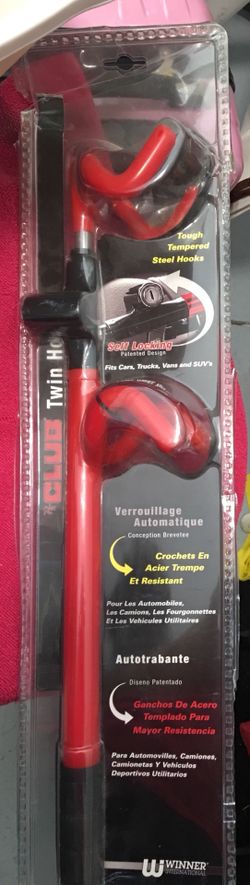 Tough
Tempered
Steel Hooks
Self Locking
Patented Design
Fits Cars, Trucks, Vans and SUV's
The CLUB Twin Ho
Verrouillage
Automatique
Conception Brevetee
Crochets En
Acier Trempe
Et Resistant
Pour Les Automobiles,
Les Camions, Les Fourgonnettes
Et Les Vehicules Utilitaires
Autotrabante
Diseno Patentado
Ganchos De Acero
Templado Para
Mayor Resistencia
Para Automovilles, Camiones,
Camionetas Y Vehiculos
Deportivos Utilitarios
WINNER
INTERNATIONAL